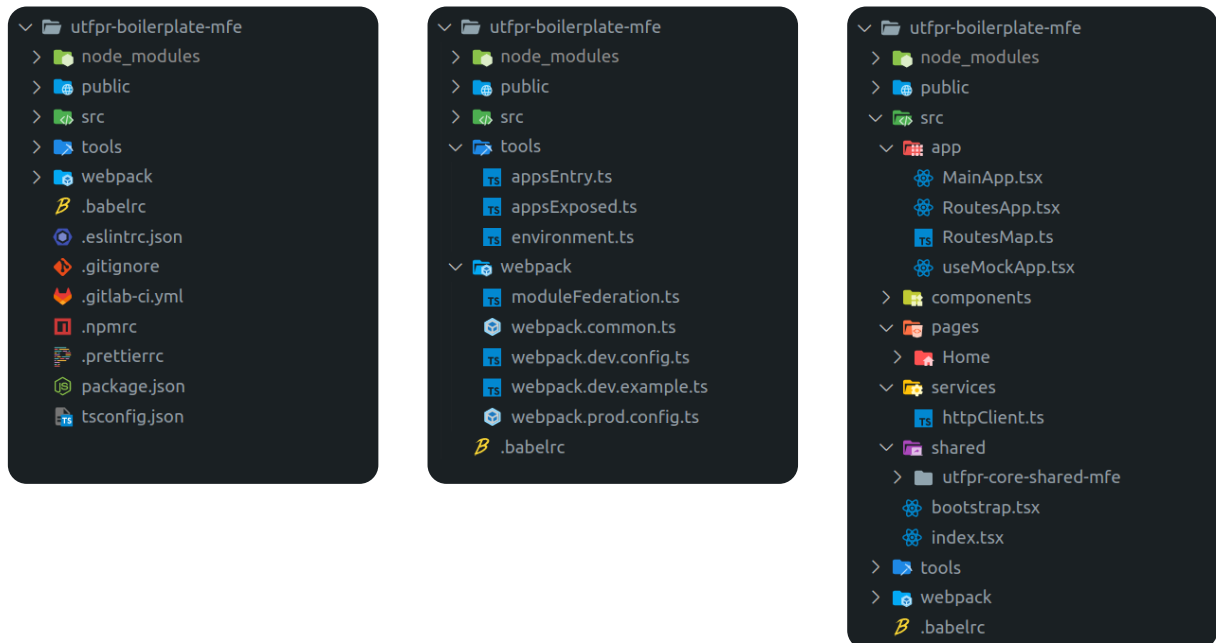 utfpr-boilerplate-mfe
node_modules
public
src
tools
webpack
.babelrc
.eslintrc.json
.gitignore
.gitlab-ci.yml
.npmrc
.prettierrc
package.json
tsconfig.json
utfpr-boilerplate-mfe
node_modules
public
src
tools
appsEntry.ts
appsExposed.ts
environment.ts
webpack
moduleFederation.ts
webpack.common.ts
webpack.dev.config.ts
webpack.dev.example.ts
webpack.prod.config.ts
.babelrc
utfpr-boilerplate-mfe
node_modules
public
src
app
MainApp.tsx
RoutesApp.tsx
RoutesMap.ts
useMockApp.tsx
components
pages
Home
services
httpClient.ts
shared
utfpr-core-shared-mfe
bootstrap.tsx
index.tsx
tools
webpack
.babelrc